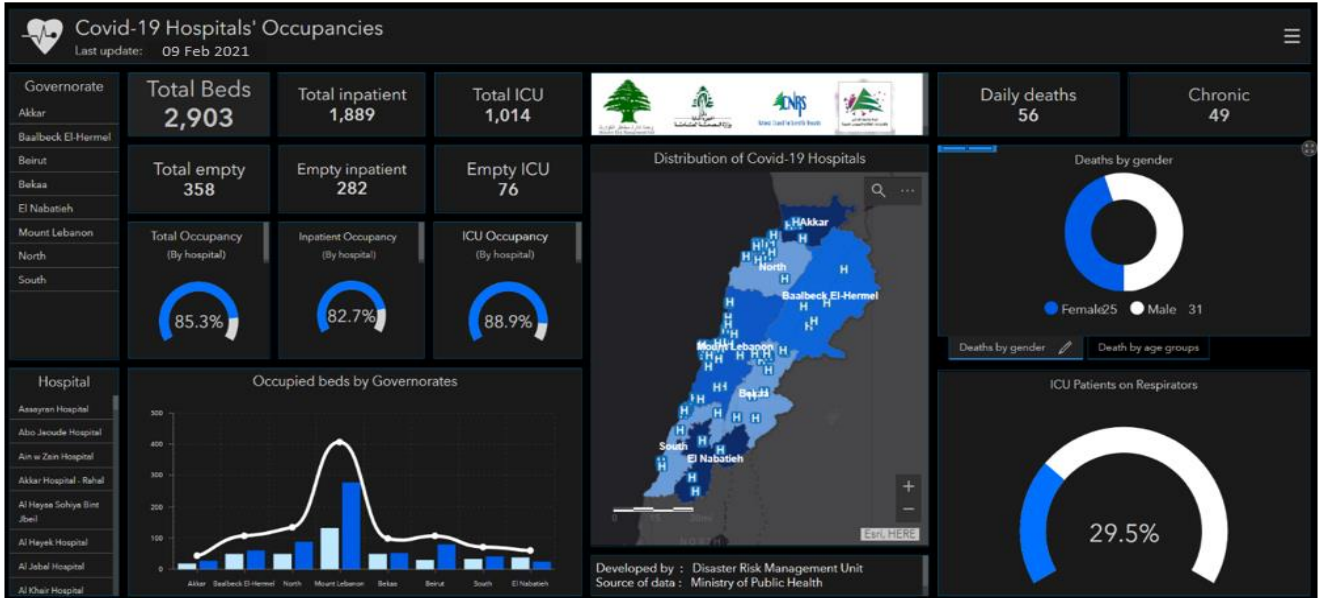 Covid-19 Hospitals' Occupancies
Last update: 09 Feb 2021
Governorate
Akkar
Baalbeck El-Hermel
Beirut
Bekaa
El Nabatieh
Mount Lebanon
North
South
Total Beds
2,903
Total inpatient
1,889
Total ICU
1,014
Total empty
358
Empty inpatient
282
Empty ICU
76
Total Occupancy
(By hospital)
85.3%
Inpatient Occupancy
(By hospital)
82.7%
ICU Occupancy
(By hospital)
88.9%
CNRS
Daily deaths
56
Chronic
49
Distribution of Covid-19 Hospitals
Akkar
North
Baalbeck El-Hermel
Mount Lebanon
Bekaa
South
El Nabatieh
Esri, HERE
Deaths by gender
Female 25 Male 31
Deaths by gender
Death by age groups
Hospital
Assayran Hospital
Abo Jaoude Hospital
Ain w Zein Hospital
Akkar Hospital - Rahal
Al Hayaa Sohiya Bint
Jbeil
Al Hayek Hospital
Al Jabal Hospital
Al Khair Hospital
Occupied beds by Governorates
500
400
300
200
100
0
Akkar Baalbeck El-Hermel North Mount Lebanon Bekaa Beirut South El Nabatieh
Developed by : Disaster Risk Management Unit
Source of data : Ministry of Public Health
ICU Patients on Respirators
29.5%